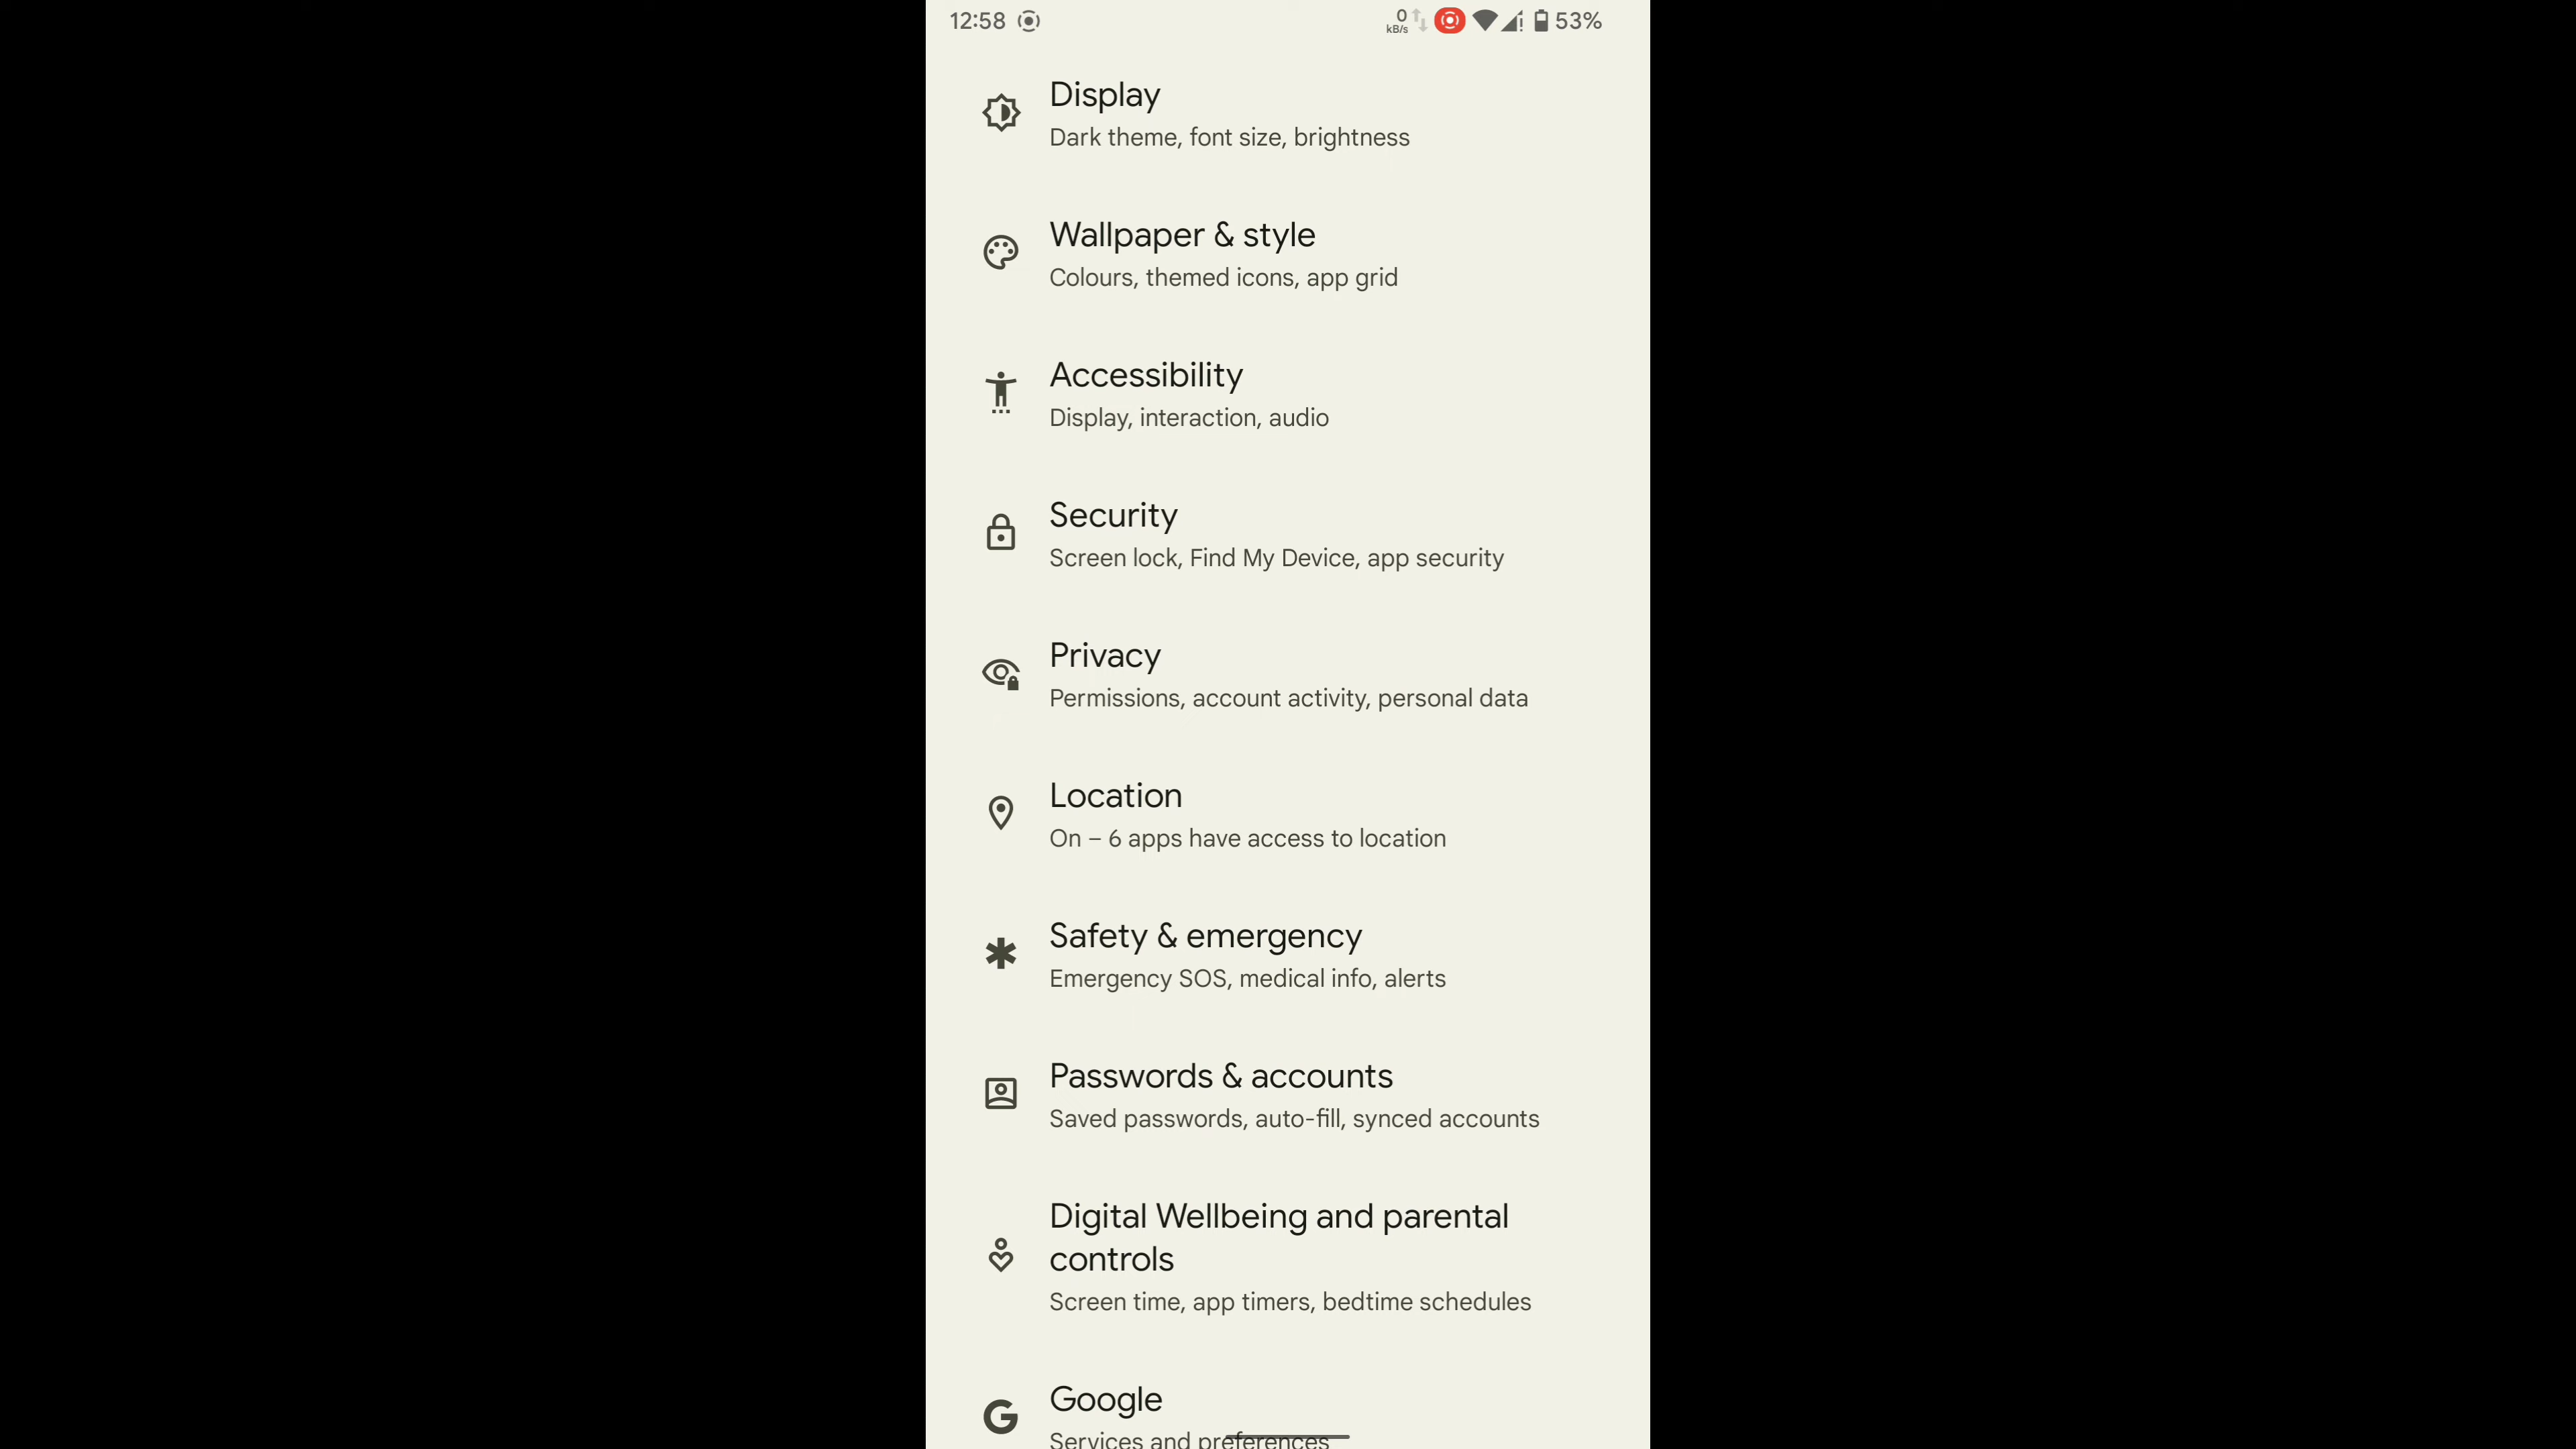 12:58
0
kB/s
53%
Display
Dark theme, font size, brightness
Wallpaper & style
Colours, themed icons, app grid
Accessibility
Display, interaction, audio
Security
Screen lock, Find My Device, app security
Privacy
Permissions, account activity, personal data
Location
On – 6 apps have access to location
Safety & emergency
Emergency SOS, medical info, alerts
Passwords & accounts
Saved passwords, auto-fill, synced accounts
Digital Wellbeing and parental
controls
Screen time, app timers, bedtime schedules
Google
Services and preferences